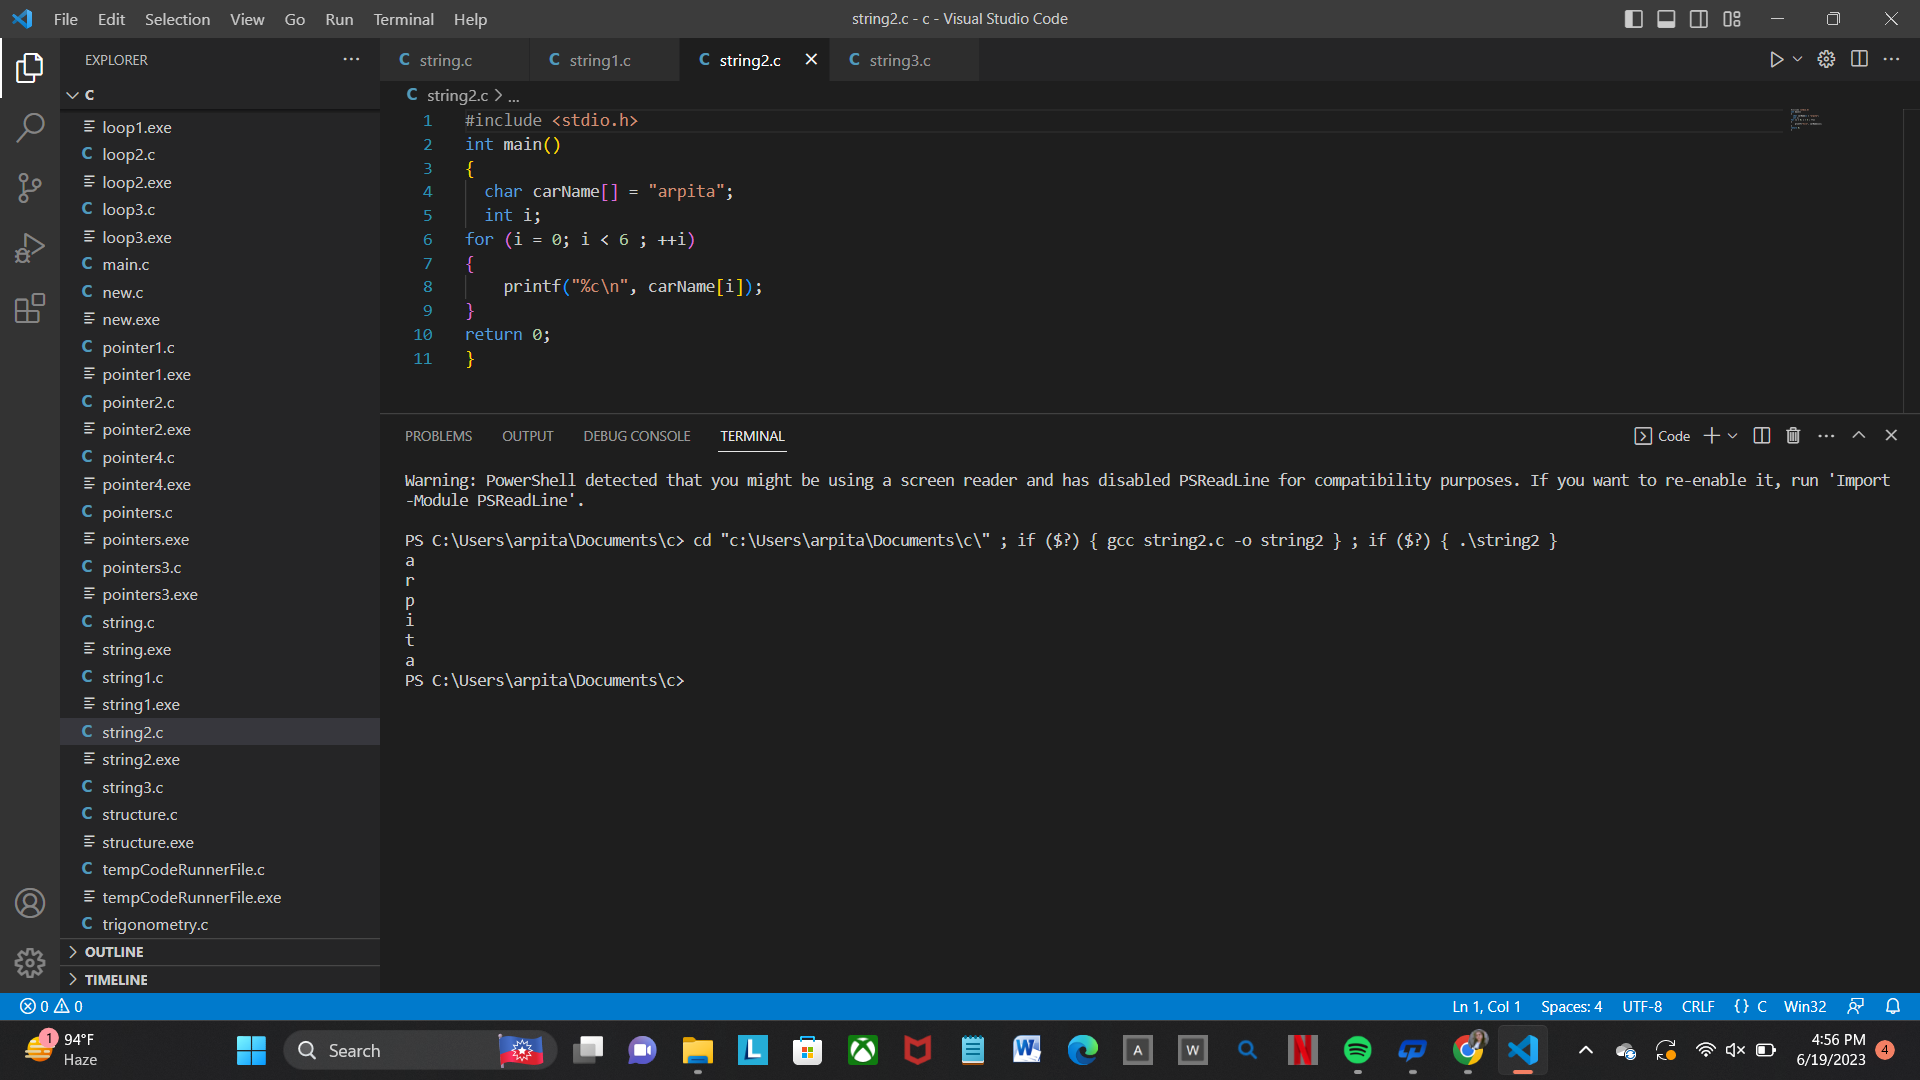 File Edit Selection View Go Run Terminal Help
string2.c - c - Visual Studio Code
EXPLORER
C
loop1.exe
C loop2.c
loop2.exe
C loop3.c
loop3.exe
C main.c
C new.c
new.exe
C pointer1.c
pointer1.exe
C pointer2.c
pointer2.exe
C pointer4.c
pointer4.exe
C pointers.c
pointers.exe
C pointers3.c
pointers3.exe
C string.c
string.exe
C string1.c
string1.exe
C string2.c
string2.exe
C string3.c
C structure.c
structure.exe
C tempCodeRunnerFile.c
tempCodeRunnerFile.exe
C trigonometry.c
OUTLINE
TIMELINE
C string.c C string1.c C string2.c C string3.c
C string2.c > ...
1 #include <stdio.h>
2 int main()
3 {
4 char carName[] = "arpita";
5 int i;
6 for (i = 0; i < 6 ; ++i)
7 {
8 printf("%c\n", carName[i]);
9 }
10 return 0;
11 }
PROBLEMS OUTPUT DEBUG CONSOLE TERMINAL
Code
Warning: PowerShell detected that you might be using a screen reader and has disabled PSReadLine for compatibility purposes. If you want to re-enable it, run 'Import
-Module PSReadLine'.
PS C:\Users\arpita\Documents\c> cd "c:\Users\arpita\Documents\c\" ; if ($?) { gcc string2.c -o string2 } ; if ($?) { .\string2 }
a
r
p
i
t
a
PS C:\Users\arpita\Documents\c>
0 0
Ln 1, Col 1 Spaces: 4 UTF-8 CRLF {} C Win32
1
94°F
Haze
Search
L
W
A
W
N
4:56 PM
6/19/2023
4